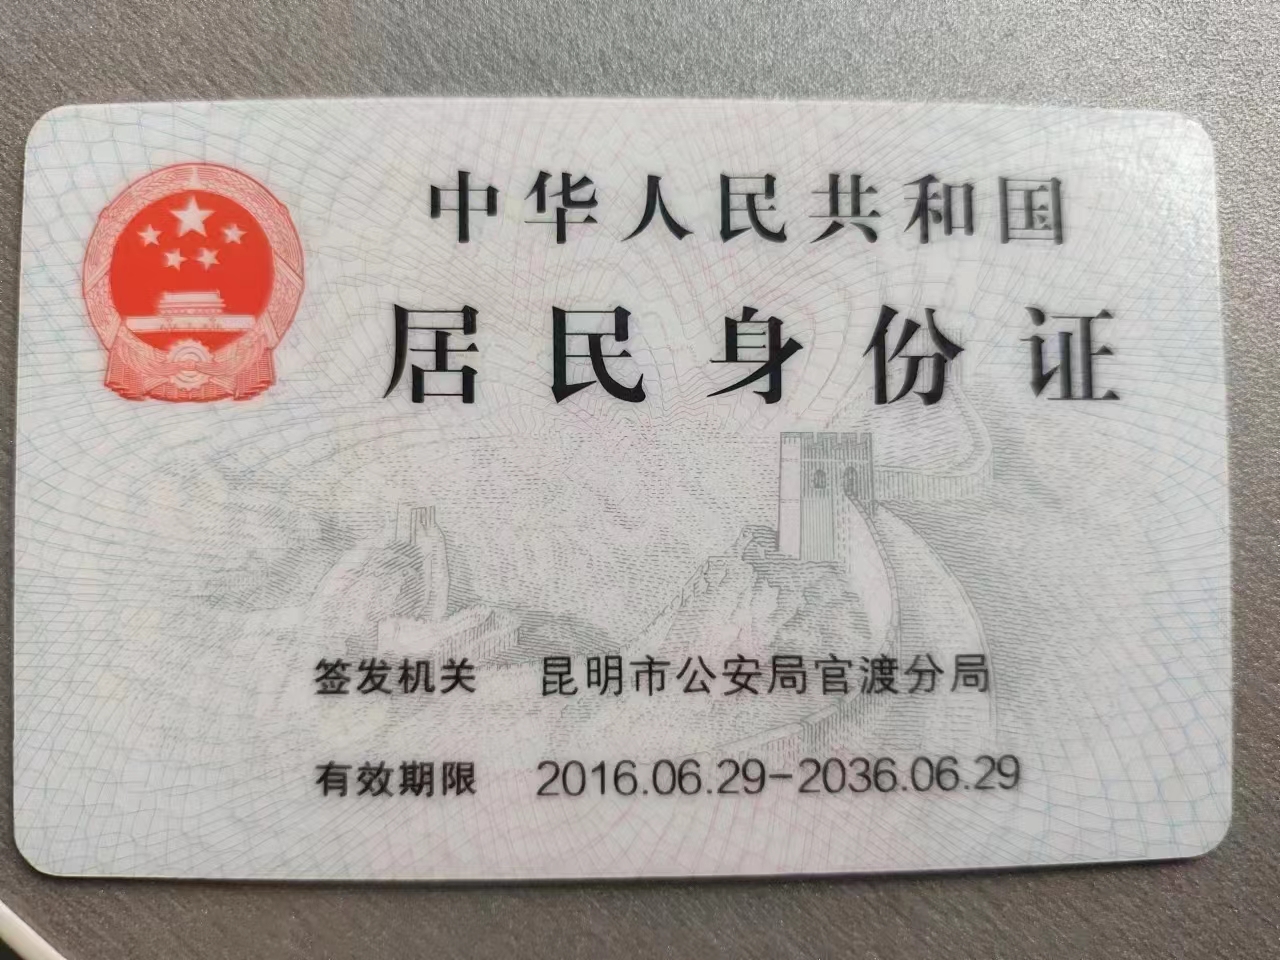 中华人民共和国
居民身份证
签发机关 昆明市公安局官渡分局
有效期限 2016.06.29-2036.06.29